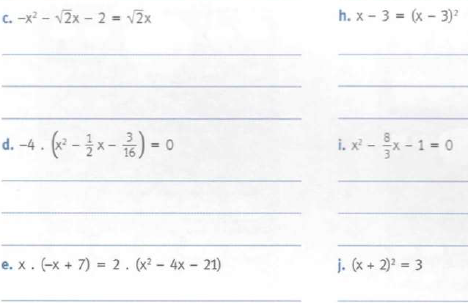 c. -x² - √2x - 2 = √2x
d. -4 . (x² - 1/2 x - 3/16) = 0
e. x . (-x + 7) = 2 . (x² - 4x - 21)
h. x - 3 = (x - 3)²
i. x² - 8/3 x - 1 = 0
j. (x + 2)² = 3